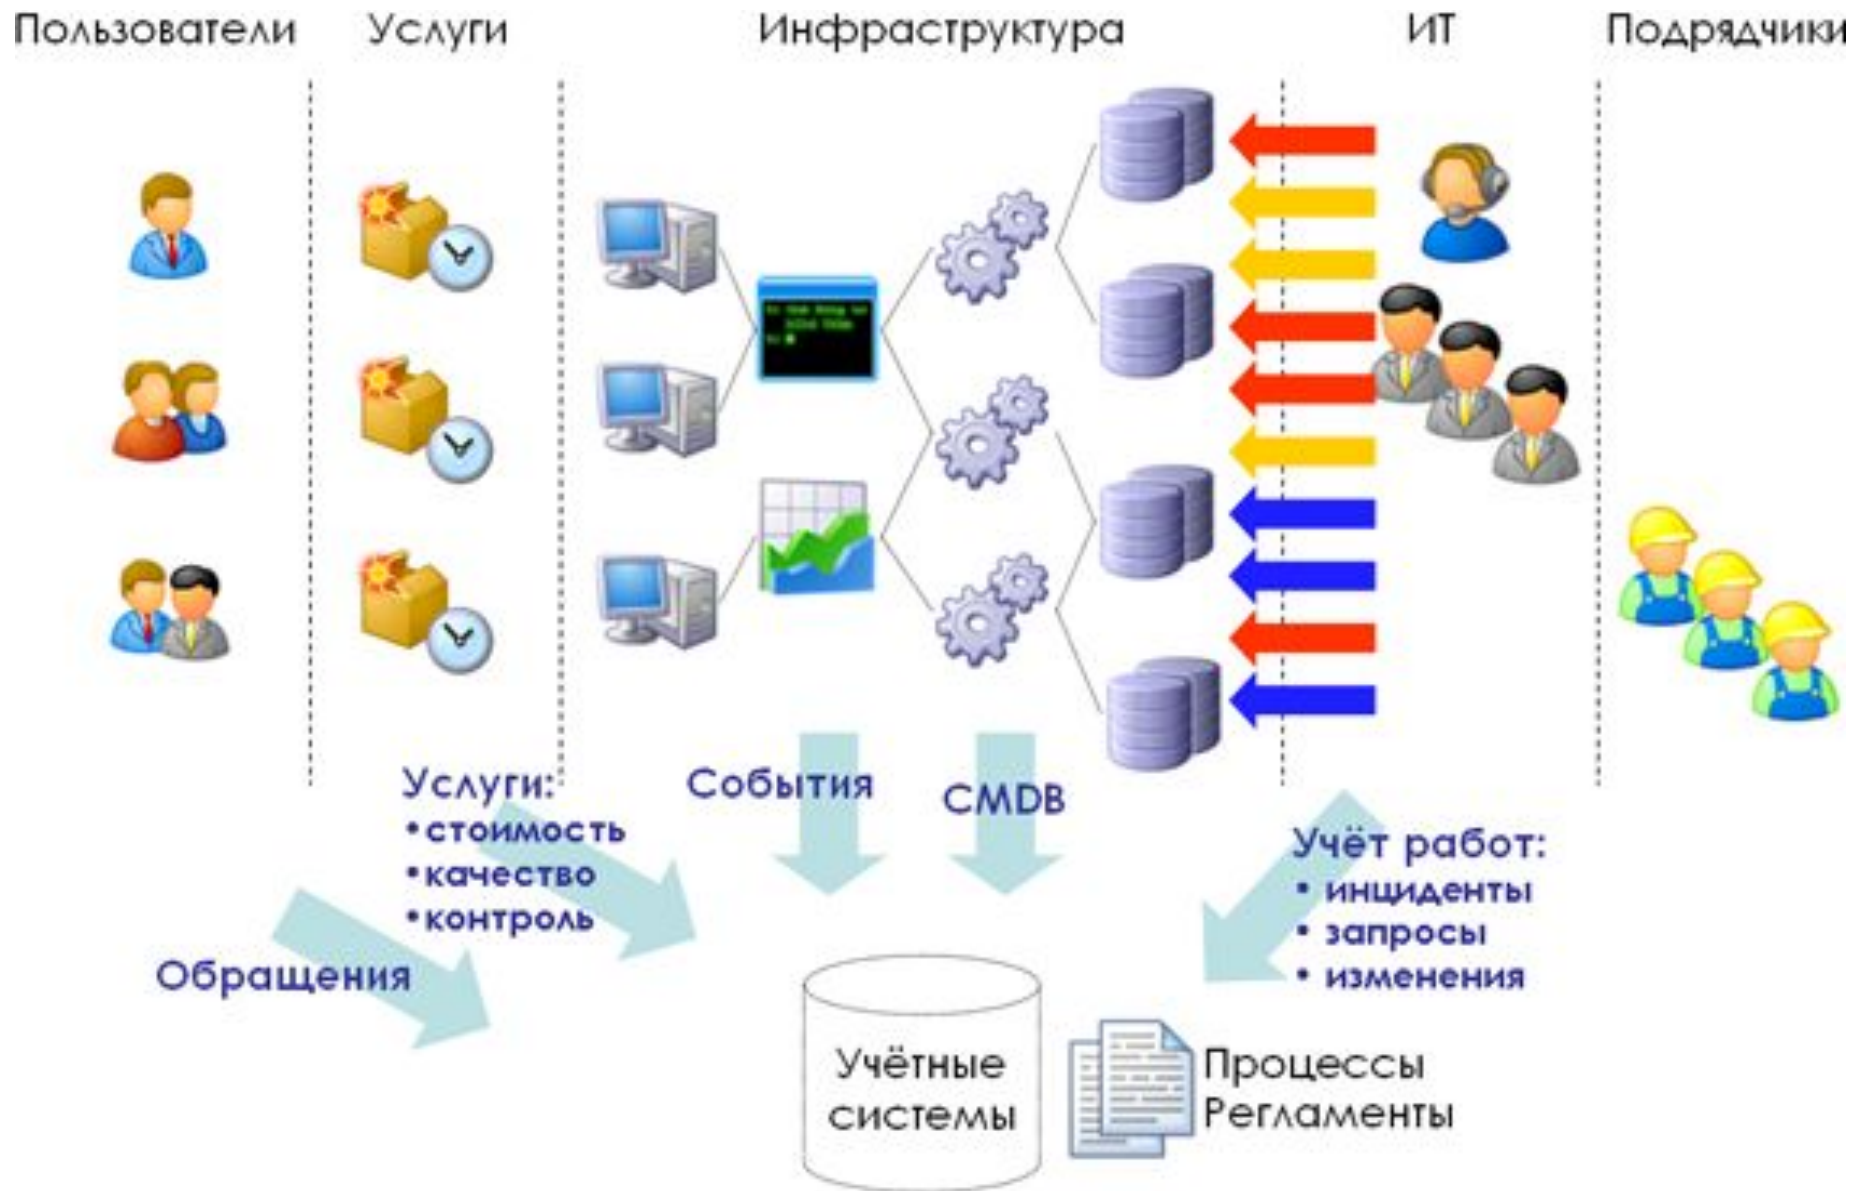 Пользователи
Услуги
Инфраструктура
ИТ
Подрядчики
Услуги:
•стоимость
•качество
•контроль
События
CMDB
Учёт работ:
• инциденты
• запросы
• изменения
Обращения
Учётные
системы
Процессы
Регламенты